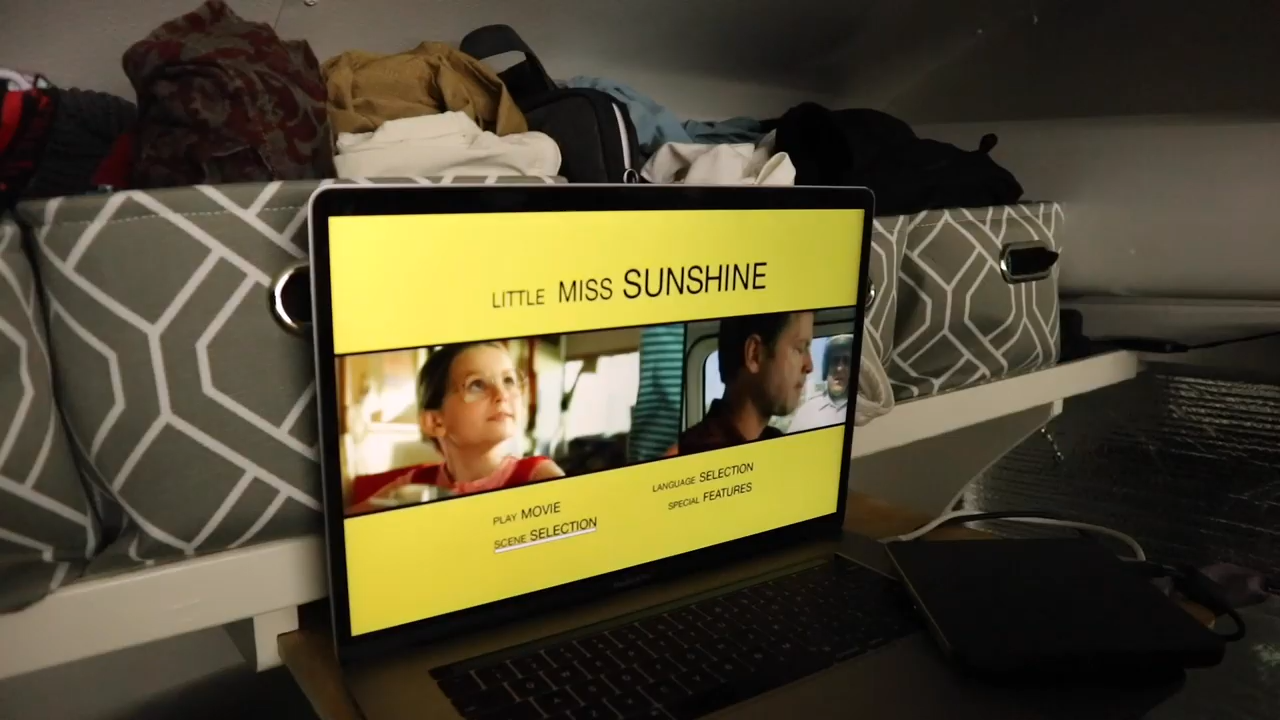 LITTLE MISS SUNSHINE
PLAY MOVIE
SCENE SELECTION
LANGUAGE SELECTION
SPECIAL FEATURES